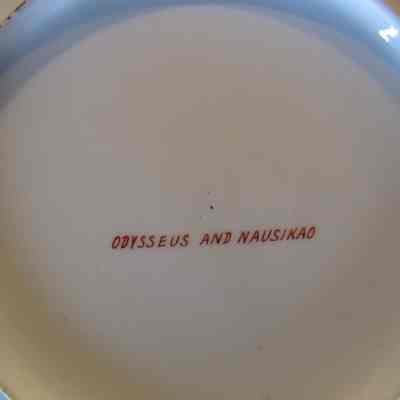 ODYSSEUS AND NAUSIKAO